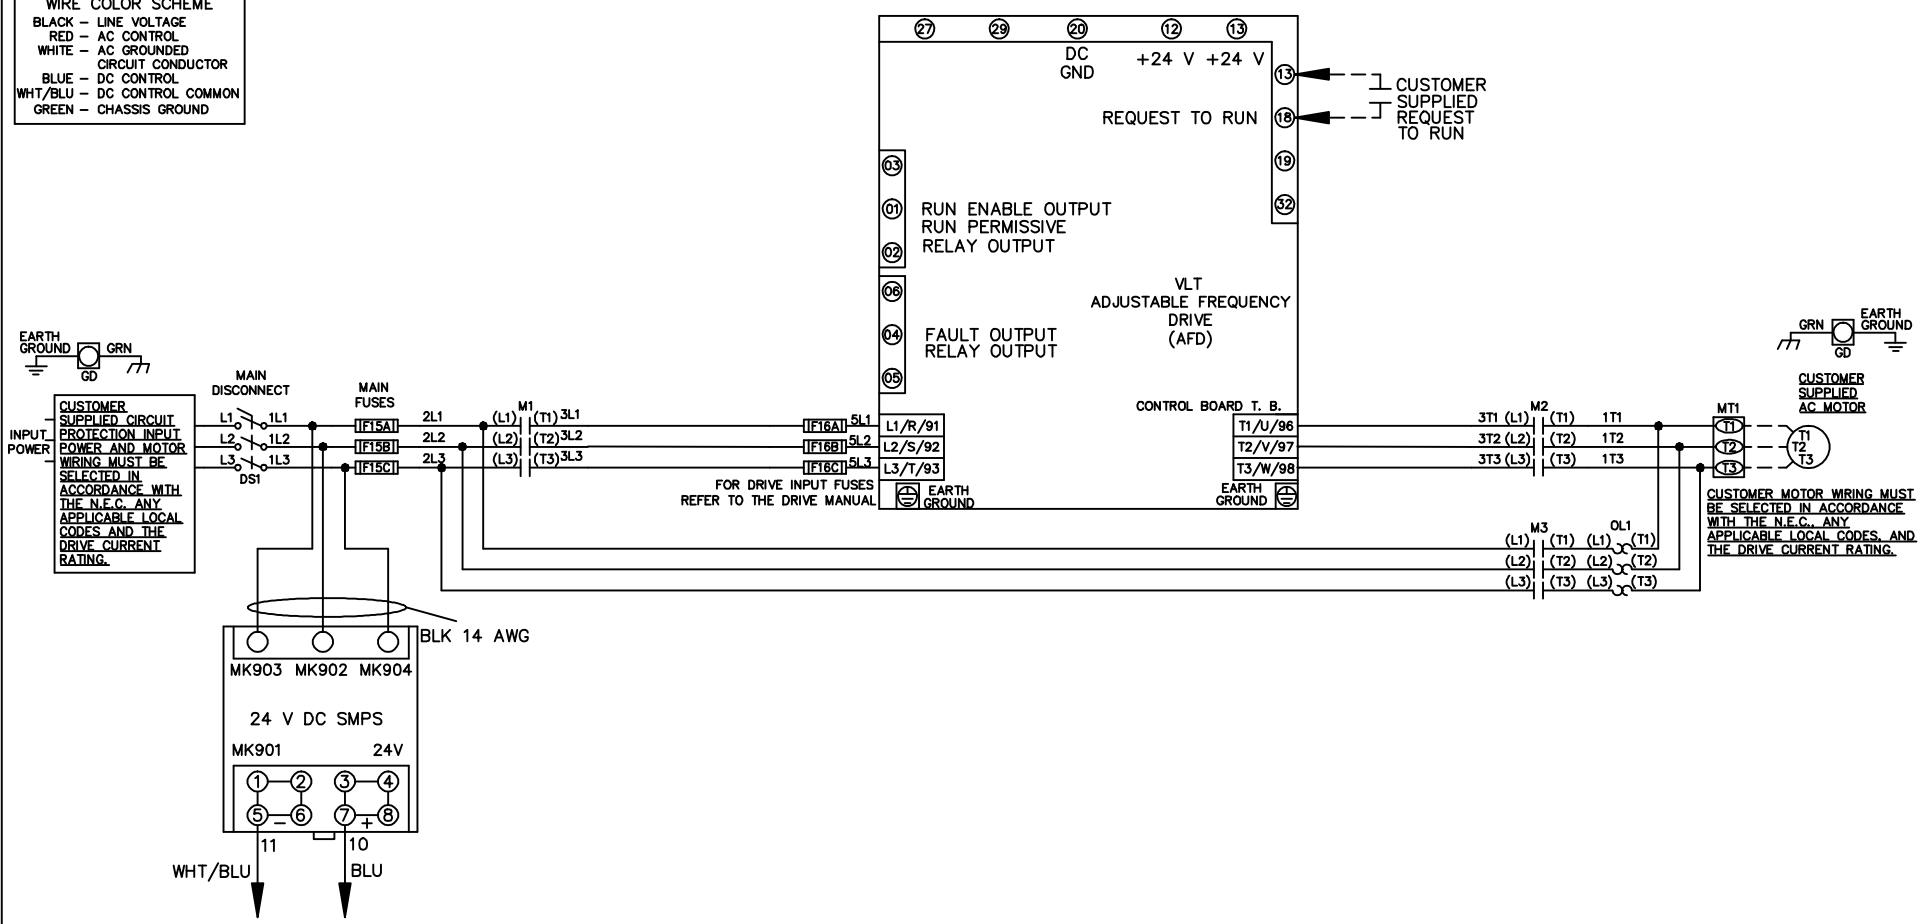 WIRE COLOR SCHEME
BLACK – LINE VOLTAGE
RED – AC CONTROL
WHITE – AC GROUNDED
CIRCUIT CONDUCTOR
BLUE – DC CONTROL
WHT/BLU – DC CONTROL COMMON
GREEN – CHASSIS GROUND
27 29 20 12 13
DC
GND
+24 V +24 V
13
REQUEST TO RUN 18
19
32
CUSTOMER
SUPPLIED
REQUEST
TO RUN
03
01
02
RUN ENABLE OUTPUT
RUN PERMISSIVE
RELAY OUTPUT
06
04
05
FAULT OUTPUT
RELAY OUTPUT
VLT
ADJUSTABLE FREQUENCY
DRIVE
(AFD)
CONTROL BOARD T. B.
EARTH
GROUND
GRN
GD
INPUT
POWER
CUSTOMER
SUPPLIED CIRCUIT
PROTECTION INPUT
POWER AND MOTOR
WIRING MUST BE
SELECTED IN
ACCORDANCE WITH
THE N.E.C. ANY
APPLICABLE LOCAL
CODES AND THE
DRIVE CURRENT
RATING.
MAIN
DISCONNECT
L1 1L1
L2 1L2
L3 1L3
DS1
MAIN
FUSES
F15A
F15B
F15C
2L1
2L2
2L3
M1
(L1) (T1) 3L1
(L2) (T2) 3L2
(L3) (T3) 3L3
F16A 5L1
F16B 5L2
F16C 5L3
FOR DRIVE INPUT FUSES
REFER TO THE DRIVE MANUAL
L1/R/91
L2/S/92
L3/T/93
EARTH
GROUND
T1/U/96
T2/V/97
T3/W/98
EARTH
GROUND
M2
3T1 (L1) (T1) 1T1
3T2 (L2) (T2) 1T2
3T3 (L3) (T3) 1T3
MT1
T1
T2
T3
T1
T2
T3
GRN
EARTH
GROUND
GD
CUSTOMER
SUPPLIED
AC MOTOR
CUSTOMER MOTOR WIRING MUST
BE SELECTED IN ACCORDANCE
WITH THE N.E.C., ANY
APPLICABLE LOCAL CODES, AND
THE DRIVE CURRENT RATING.
M3 OL1
(L1) (T1) (L1) (T1)
(L2) (T2) (L2) (T2)
(L3) (T3) (L3) (T3)
BLK 14 AWG
MK903 MK902 MK904
24 V DC SMPS
MK901 24V
1 2 3 4
5 6 7 8
– +
11 10
WHT/BLU BLU